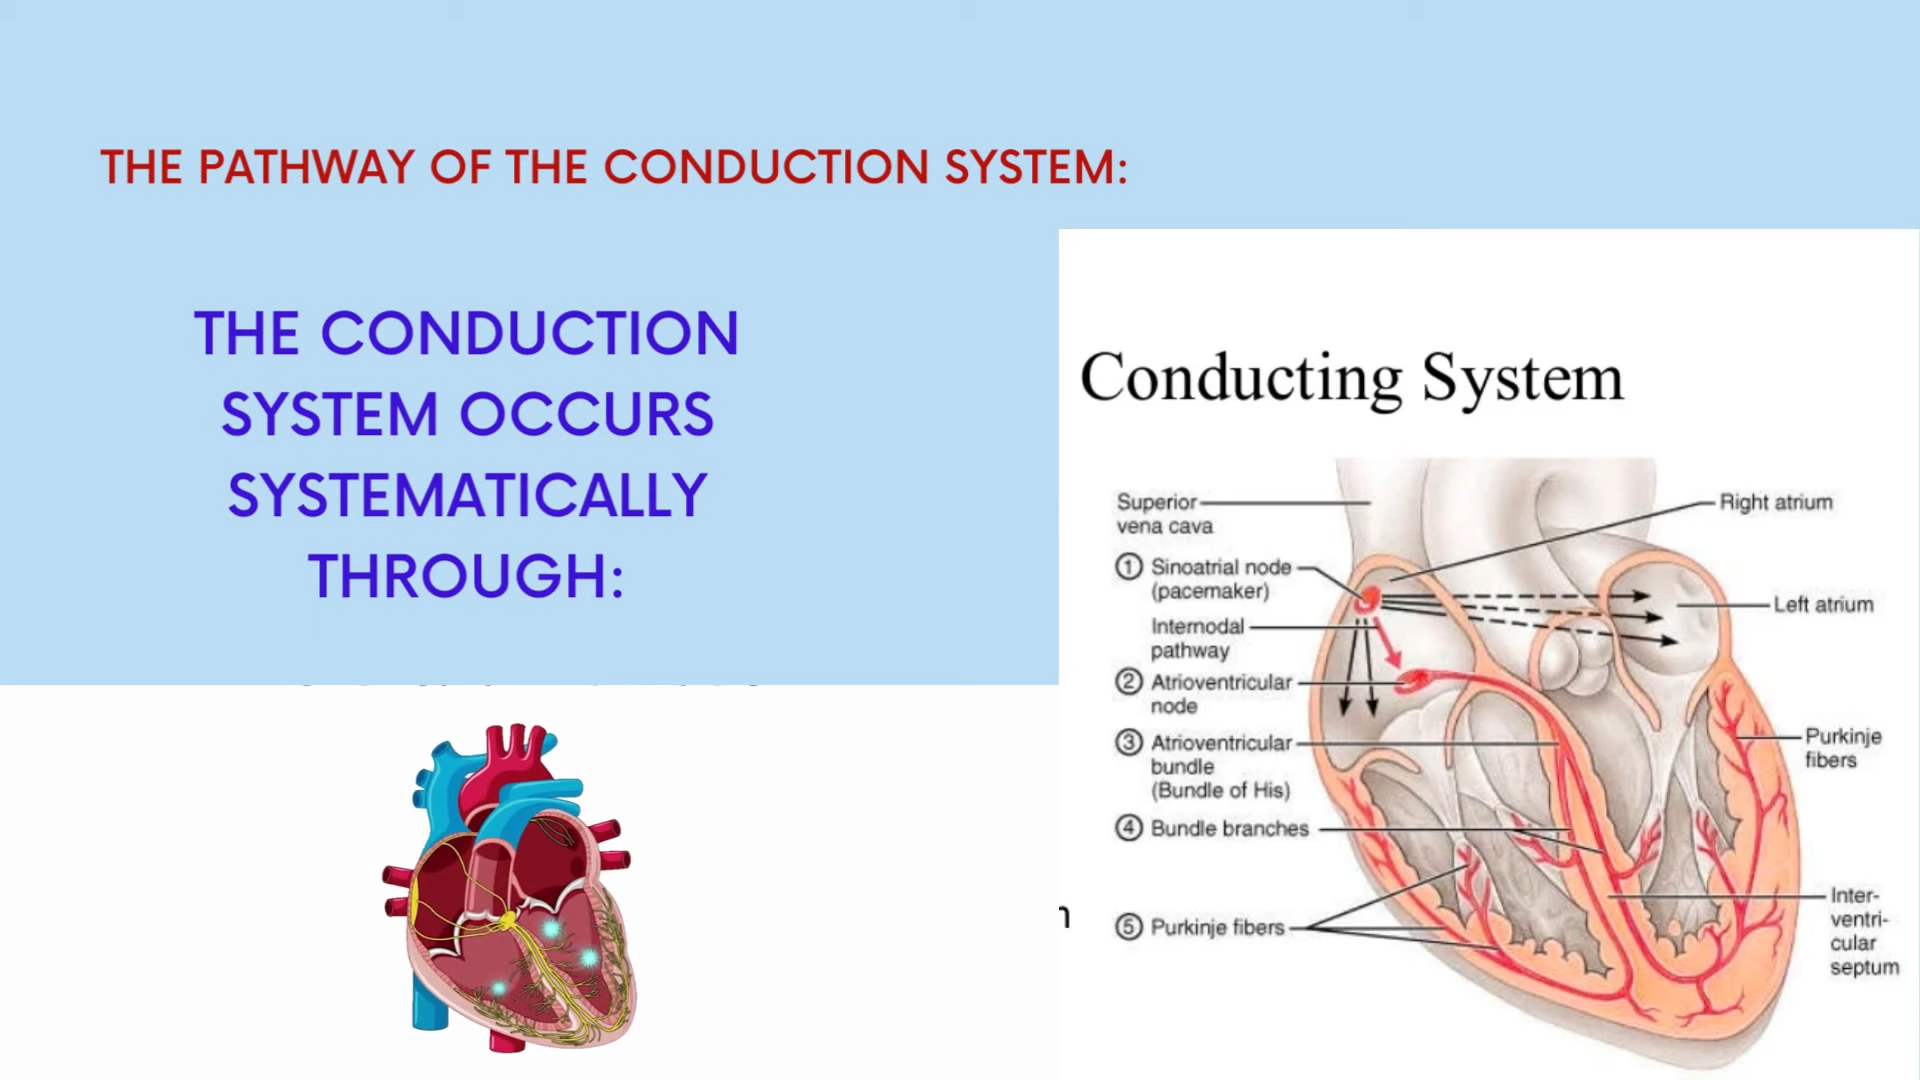 THE PATHWAY OF THE CONDUCTION SYSTEM:
THE CONDUCTION
SYSTEM OCCURS
SYSTEMATICALLY
THROUGH:
Conducting System
Superior
vena cava
① Sinoatrial node
(pacemaker)
Internodal
pathway
② Atrioventricular
node
③ Atrioventricular
bundle
(Bundle of His)
④ Bundle branches
⑤ Purkinje fibers
Right atrium
Left atrium
Purkinje
fibers
Inter-
ventri-
cular
septum